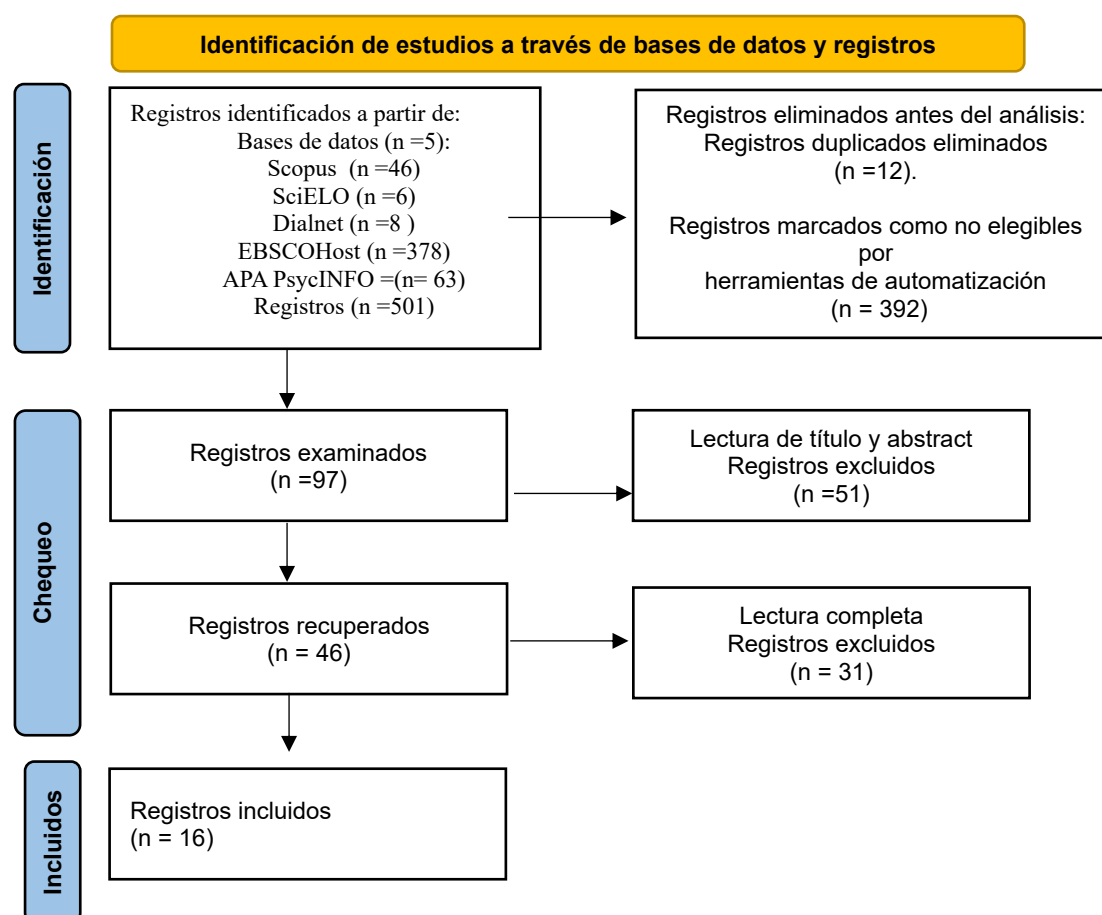 Identificación de estudios a través de bases de datos y registros
Identificación
Registros identificados a partir de:
Bases de datos (n =5):
Scopus (n =46)
SciELO (n =6)
Dialnet (n =8 )
EBSCOHost (n =378)
APA PsycINFO =(n= 63)
Registros (n =501)
Registros eliminados antes del análisis:
Registros duplicados eliminados
(n =12).
Registros marcados como no elegibles
por
herramientas de automatización
(n = 392)
Chequeo
Registros examinados
(n =97)
Lectura de título y abstract
Registros excluidos
(n =51)
Registros recuperados
(n = 46)
Lectura completa
Registros excluidos
(n = 31)
Incluidos
Registros incluidos
(n = 16)